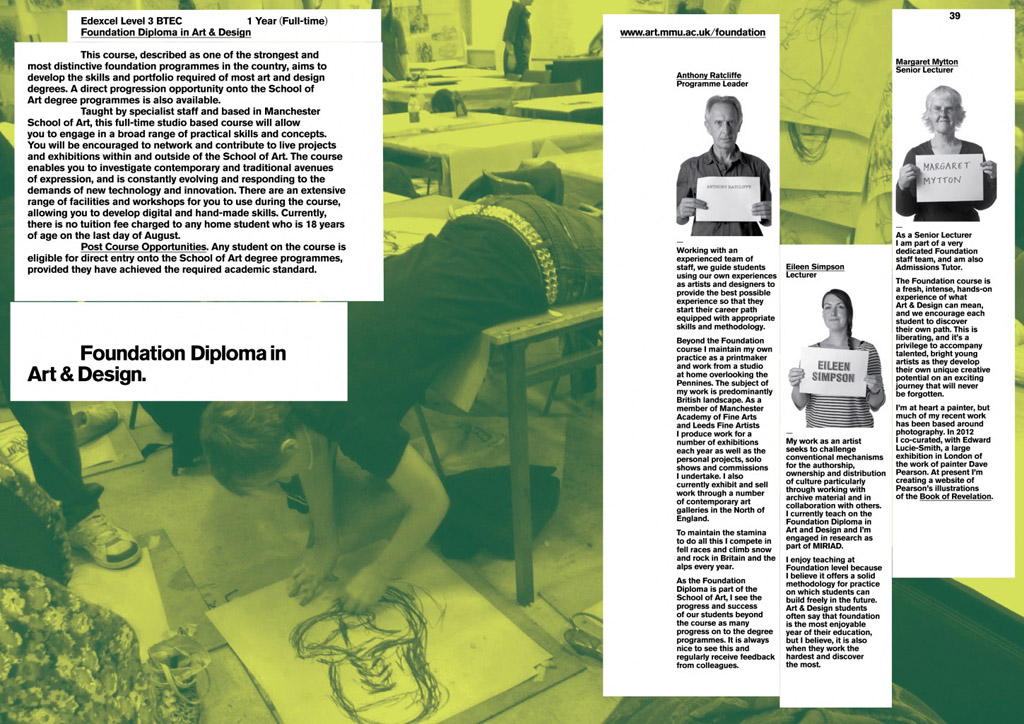 Edexcel Level 3 BTEC 1 Year (Full-time)
Foundation Diploma in Art & Design
This course, described as one of the strongest and
most distinctive foundation programmes in the country, aims to
develop the skills and portfolio required of most art and design
degrees. A direct progression opportunity onto the School of
Art degree programmes is also available.
Taught by specialist staff and based in Manchester
School of Art, this full-time studio based course will allow
you to engage in a broad range of practical skills and concepts.
You will be encouraged to network and contribute to live projects
and exhibitions within and outside of the School of Art. The course
enables you to investigate contemporary and traditional avenues
of expression, and is constantly evolving and responding to the
demands of new technology and innovation. There are an extensive
range of facilities and workshops for you to use during the course,
allowing you to develop digital and hand-made skills. Currently,
there is no tuition fee charged to any home student who is 18 years
of age on the last day of August.
Post Course Opportunities. Any student on the course is
eligible for direct entry onto the School of Art degree programmes,
provided they have achieved the required academic standard.
Foundation Diploma in
Art & Design.
www.art.mmu.ac.uk/foundation
Anthony Ratcliffe
Programme Leader
ANTHONY RATCLIFFE
—
Working with an
experienced team of
staff, we guide students
using our own experiences
as artists and designers to
provide the best possible
experience so that they
start their career path
equipped with appropriate
skills and methodology.
Beyond the Foundation
course I maintain my own
practice as a printmaker
and work from a studio
at home overlooking the
Pennines. The subject of
my work is predominantly
British landscape. As a
member of Manchester
Academy of Fine Arts
and Leeds Fine Artists
I produce work for a
number of exhibitions
each year as well as the
personal projects, solo
shows and commissions
I undertake. I also
currently exhibit and sell
work through a number
of contemporary art
galleries in the North of
England.
To maintain the stamina
to do all this I compete in
fell races and climb snow
and rock in Britain and the
alps every year.
As the Foundation
Diploma is part of the
School of Art, I see the
progress and success
of our students beyond
the course as many
progress on to the degree
programmes. It is always
nice to see this and
regularly receive feedback
from colleagues.
Eileen Simpson
Lecturer
EILEEN
SIMPSON
—
My work as an artist
seeks to challenge
conventional mechanisms
for the authorship,
ownership and distribution
of culture particularly
through working with
archive material and in
collaboration with others.
I currently teach on the
Foundation Diploma in
Art and Design and I'm
engaged in research as
part of MIRIAD.
I enjoy teaching at
Foundation level because
I believe it offers a solid
methodology for practice
on which students can
build freely in the future.
Art & Design students
often say that foundation
is the most enjoyable
year of their education,
but I believe, it is also
when they work the
hardest and discover
the most.
39
Margaret Mytton
Senior Lecturer
MARGARET
MYTTON
—
As a Senior Lecturer
I am part of a very
dedicated Foundation
staff team, and am also
Admissions Tutor.
The Foundation course is
a fresh, intense, hands-on
experience of what
Art & Design can mean,
and we encourage each
student to discover
their own path. This is
liberating, and it's a
privilege to accompany
talented, bright young
artists as they develop
their own unique creative
potential on an exciting
journey that will never
be forgotten.
I'm at heart a painter, but
much of my recent work
has been based around
photography. In 2012
I co-curated, with Edward
Lucie-Smith, a large
exhibition in London of
the work of painter Dave
Pearson. At present I'm
creating a website of
Pearson's illustrations
of the Book of Revelation.